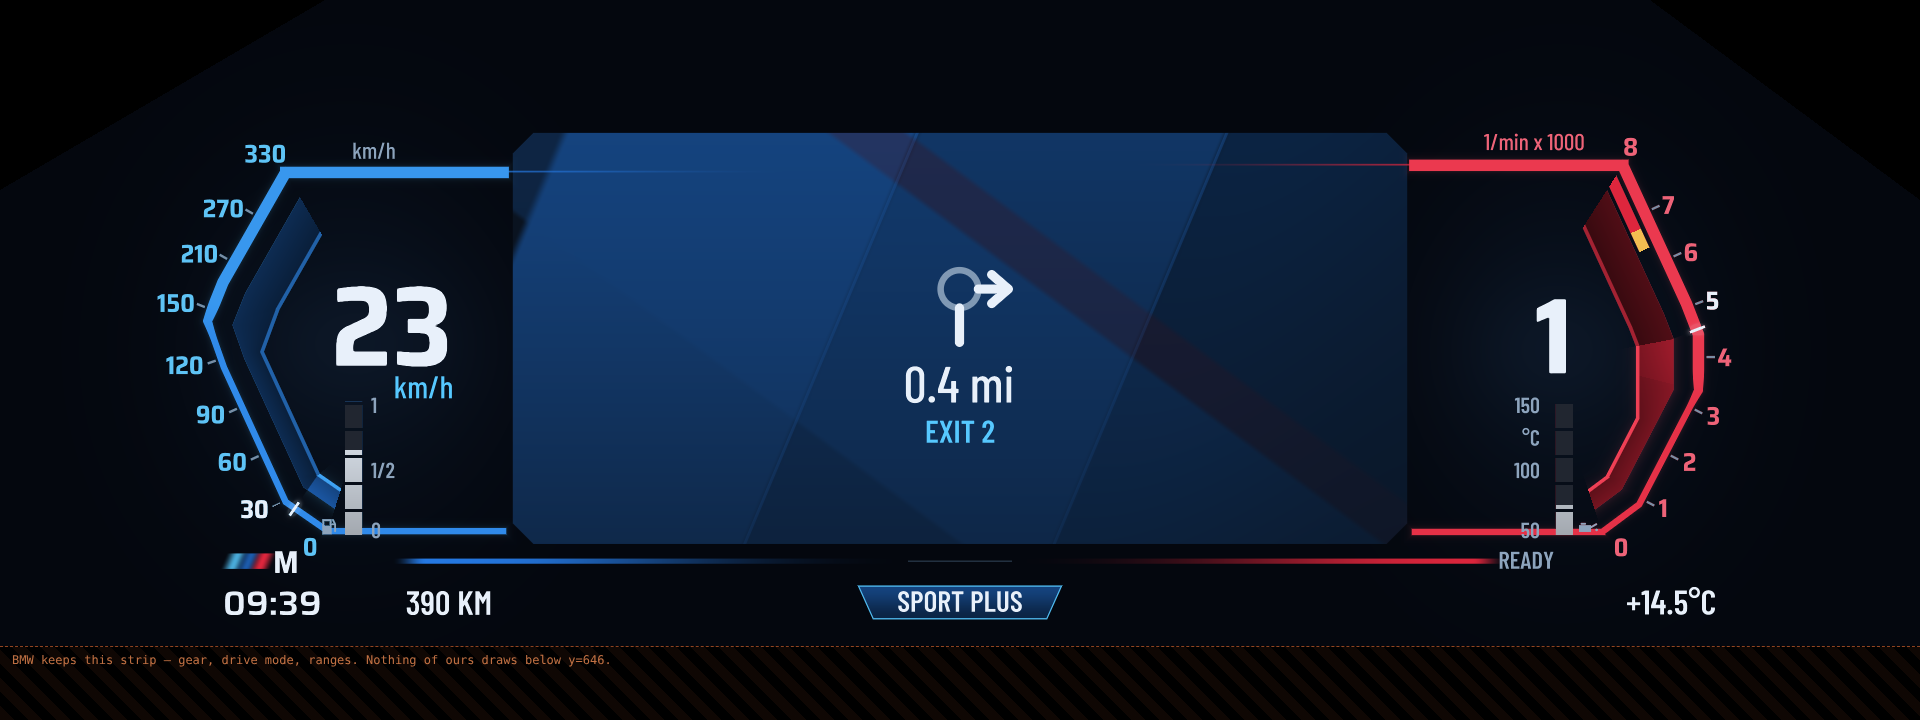 330
km/h
270
210
150
120
90
60
30
0
23
km/h
1
1/2
0
M
09:39
390 KM
0.4 mi
EXIT 2
SPORT PLUS
1/min x 1000
8
7
6
5
4
3
2
1
0
1
150
°C
100
50
READY
+14.5°C
BMW keeps this strip — gear, drive mode, ranges. Nothing of ours draws below y=646.